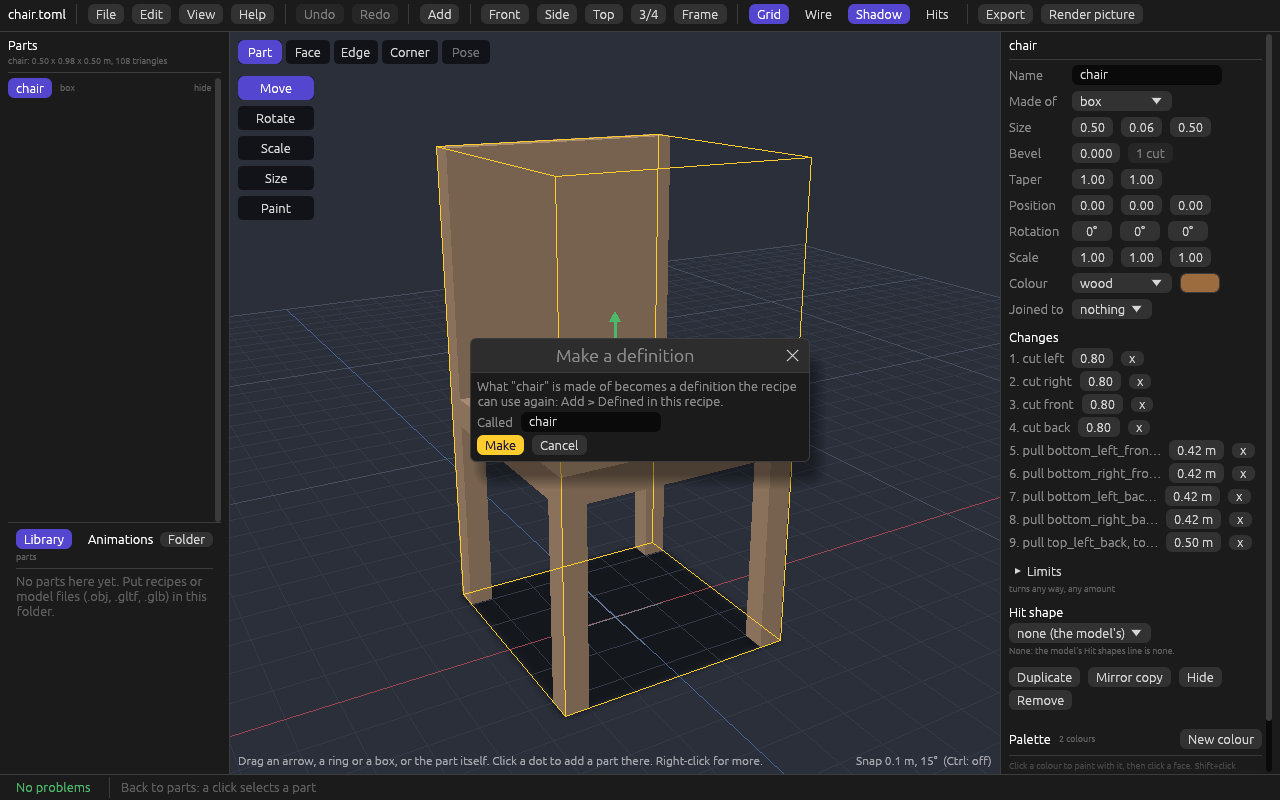 chair.toml File Edit View Help Undo Redo Add Front Side Top 3/4 Frame Grid Wire Shadow Hits Export Render picture
Parts
chair: 0.50 x 0.98 x 0.50 m, 108 triangles
chair box hide
Library Animations Folder
parts
No parts here yet. Put recipes or
model files (.obj, .gltf, .glb) in this
folder.
Part Face Edge Corner Pose
Move
Rotate
Scale
Size
Paint
Make a definition
What "chair" is made of becomes a definition the recipe
can use again: Add > Defined in this recipe.
Called chair
Make Cancel
Drag an arrow, a ring or a box, or the part itself. Click a dot to add a part there. Right-click for more.
Snap 0.1 m, 15° (Ctrl: off)
chair
Name chair
Made of box
Size 0.50 0.06 0.50
Bevel 0.000 1 cut
Taper 1.00 1.00
Position 0.00 0.00 0.00
Rotation 0° 0° 0°
Scale 1.00 1.00 1.00
Colour wood
Joined to nothing
Changes
1. cut left 0.80 x
2. cut right 0.80 x
3. cut front 0.80 x
4. cut back 0.80 x
5. pull bottom_left_fron... 0.42 m x
6. pull bottom_right_fro... 0.42 m x
7. pull bottom_left_bac... 0.42 m x
8. pull bottom_right_ba... 0.42 m x
9. pull top_left_back, to... 0.50 m x
Limits
turns any way, any amount
Hit shape
none (the model's)
None: the model's Hit shapes line is none.
Duplicate Mirror copy Hide
Remove
Palette 2 colours New colour
Click a colour to paint with it, then click a face. Shift+click
No problems Back to parts: a click selects a part